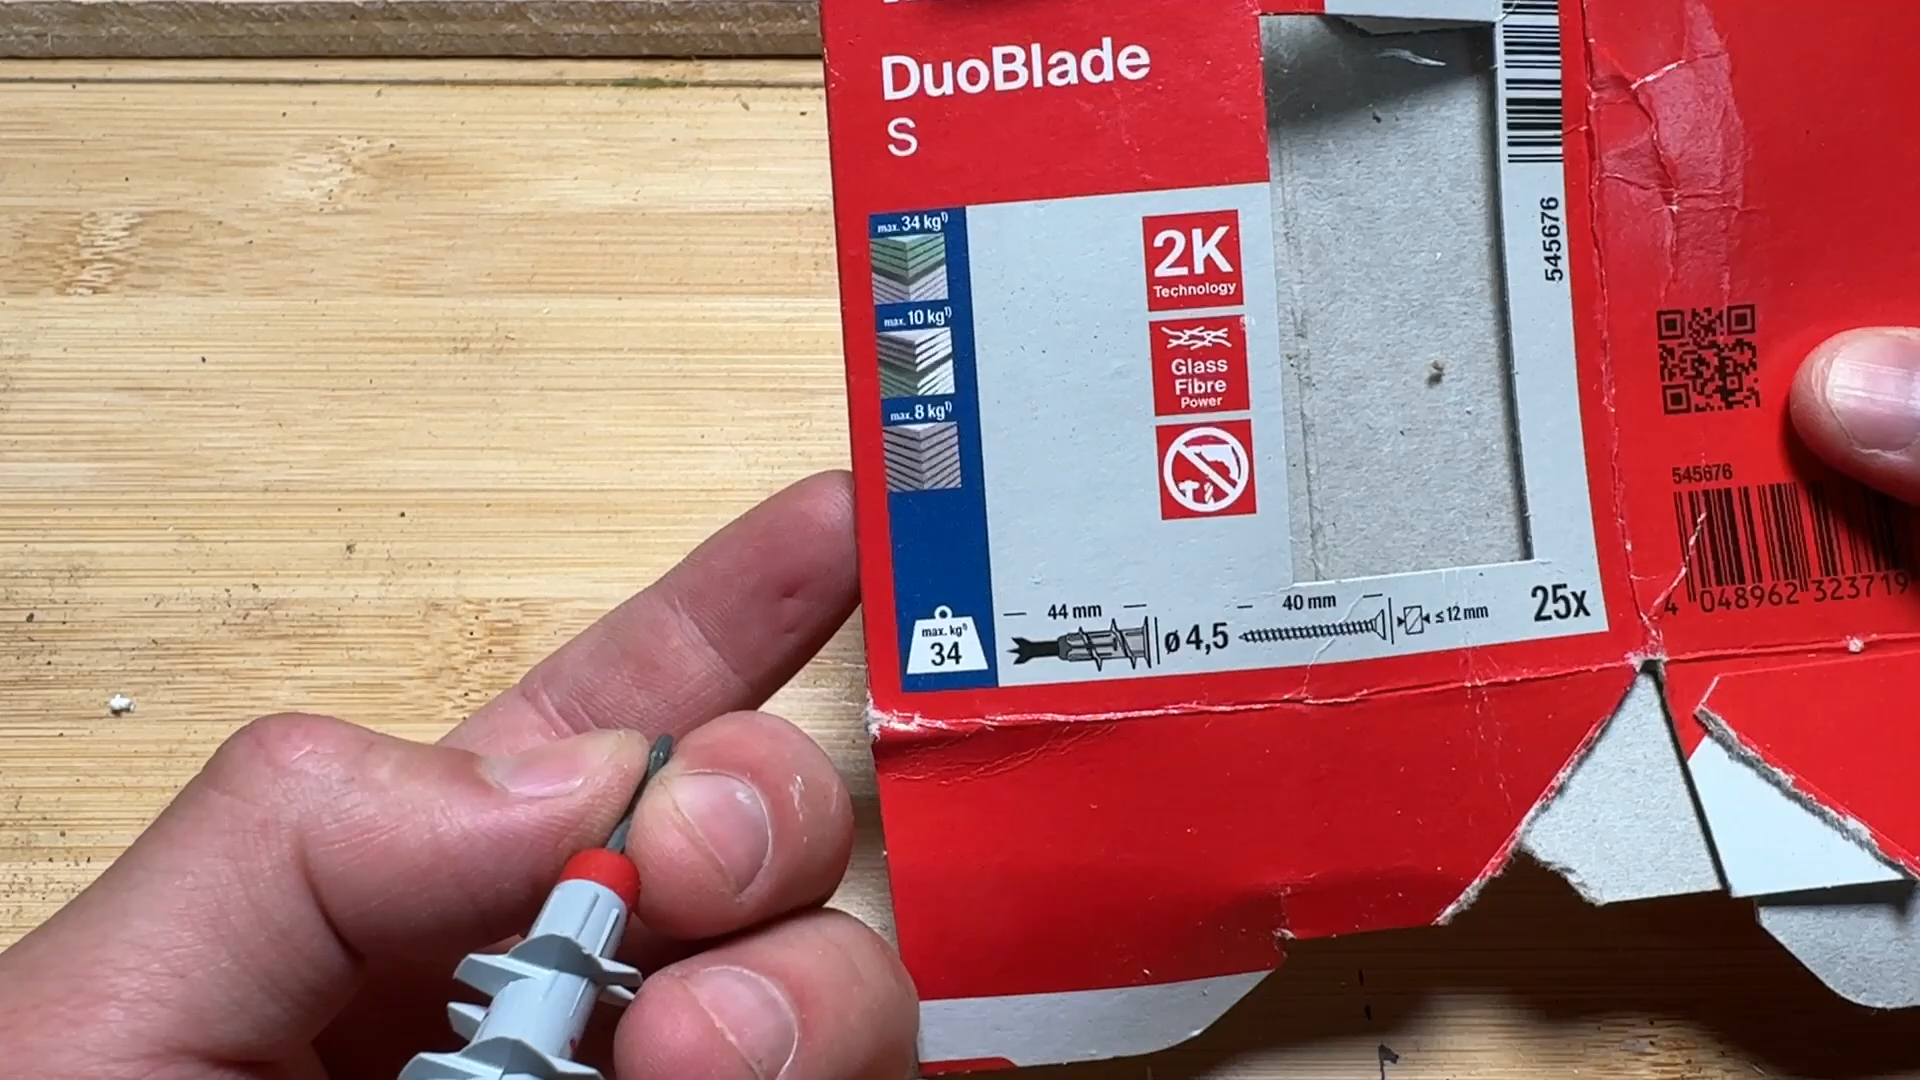 DuoBlade
S
max. 34 kg¹⁾
max. 10 kg¹⁾
max. 8 kg¹⁾
2K
Technology
Glass
Fibre
Power
max. kg¹⁾
34
44 mm
ø 4,5
40 mm
≤ 12 mm
25x
545676
545676
4 048962 323719